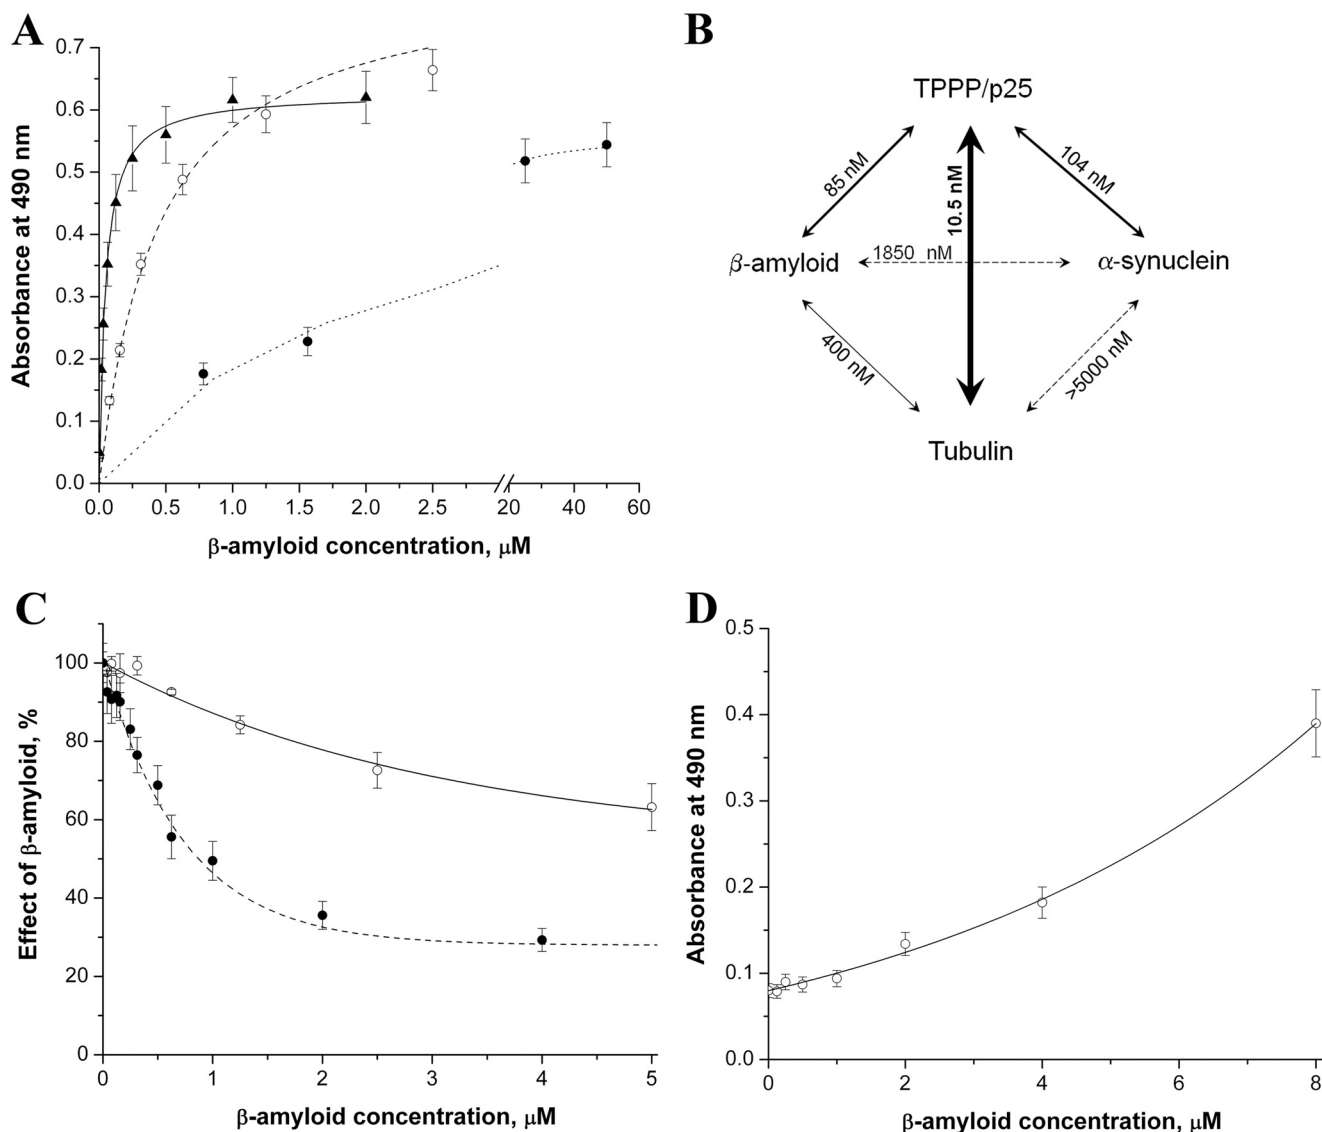 A
Absorbance at 490 nm
0.7
0.6
0.5
0.4
0.3
0.2
0.1
0.0
0.0 0.5 1.0 1.5 2.0 2.5 20 40 60
β-amyloid concentration, μM
B
TPPP/p25
85 nM
10.5 nM
104 nM
β-amyloid
1850 nM
α-synuclein
400 nM
>5000 nM
Tubulin
C
Effect of β-amyloid, %
100
80
60
40
20
0
0 1 2 3 4 5
β-amyloid concentration, μM
D
Absorbance at 490 nm
0.5
0.4
0.3
0.2
0.1
0.0
0 2 4 6 8
β-amyloid concentration, μM